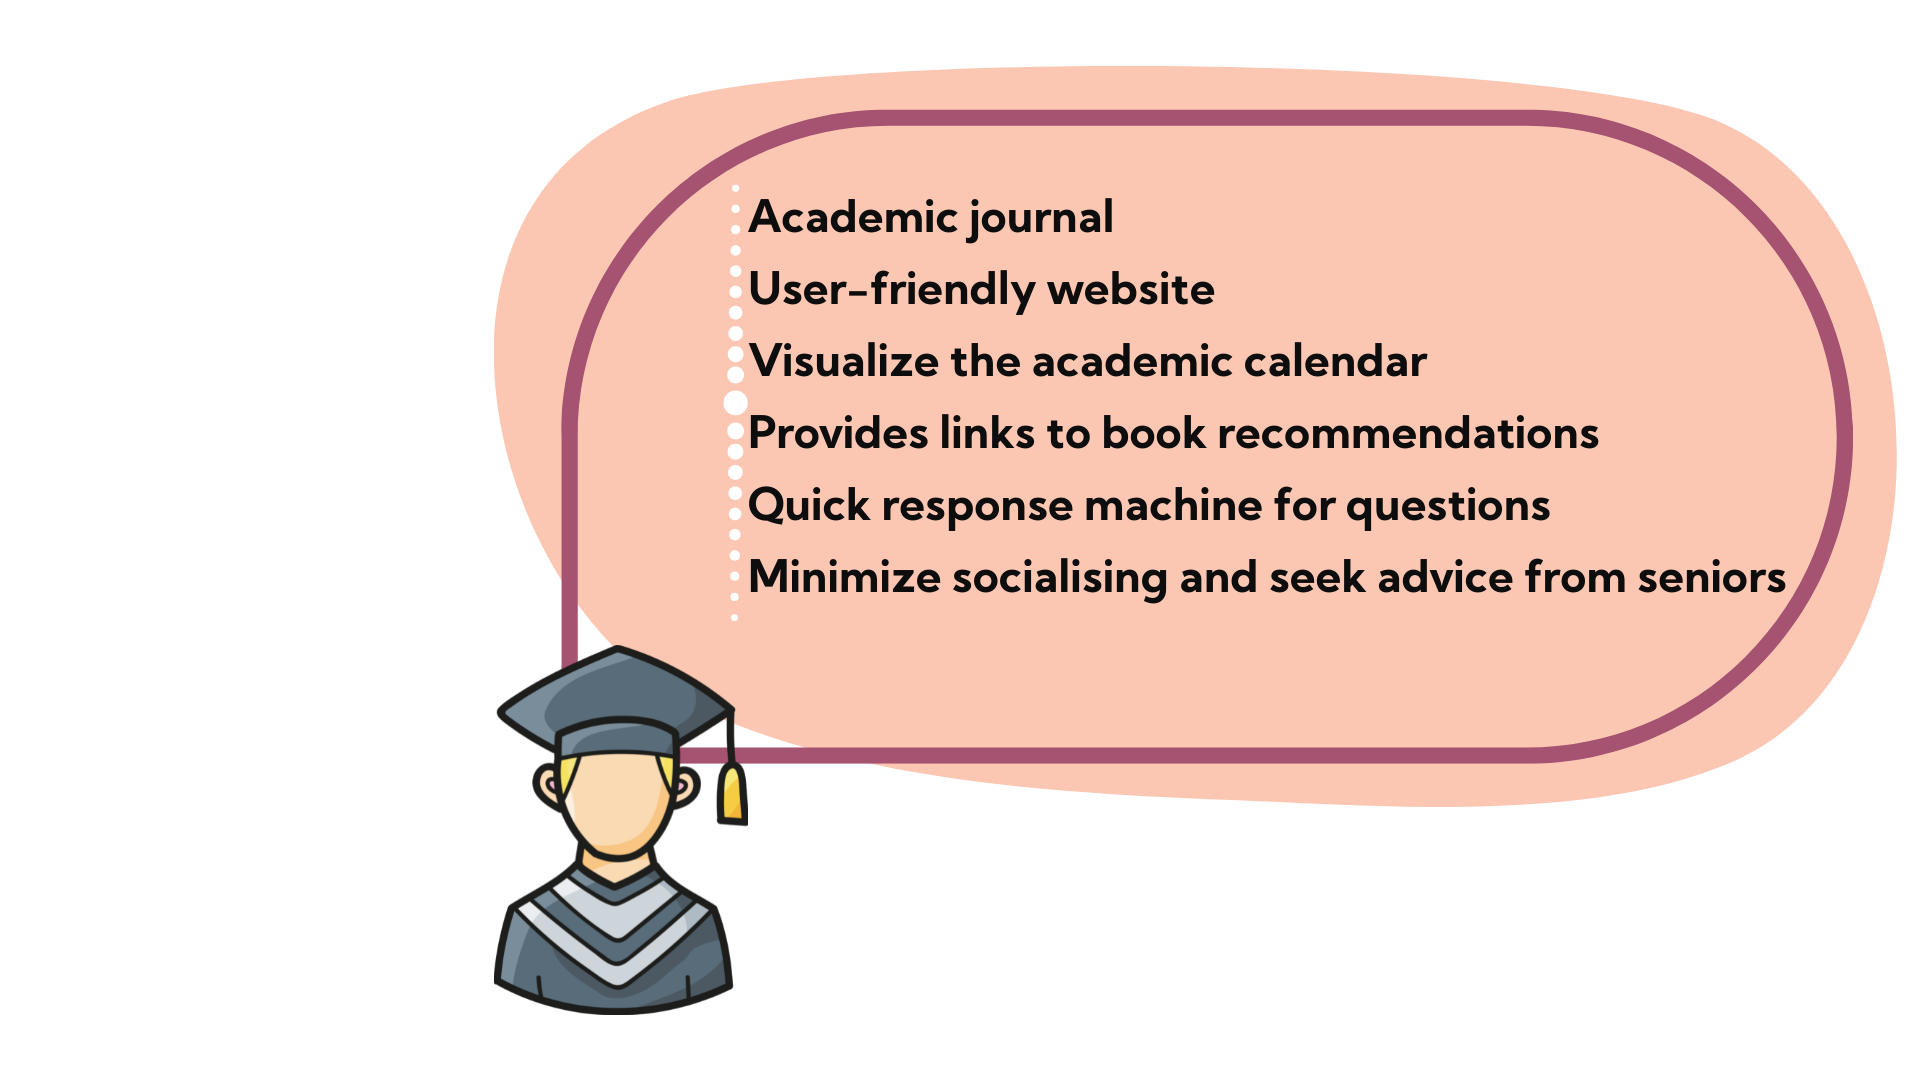 Academic journal
User-friendly website
Visualize the academic calendar
Provides links to book recommendations
Quick response machine for questions
Minimize socialising and seek advice from seniors